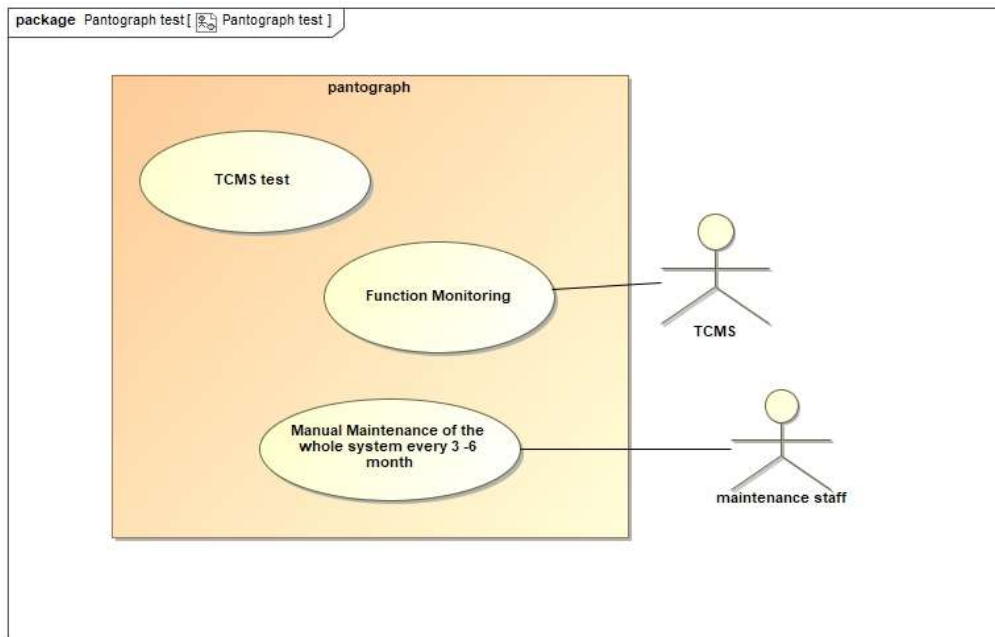 package Pantograph test [ Pantograph test ]
pantograph
TCMS test
Function Monitoring
TCMS
Manual Maintenance of the
whole system every 3 -6
month
maintenance staff